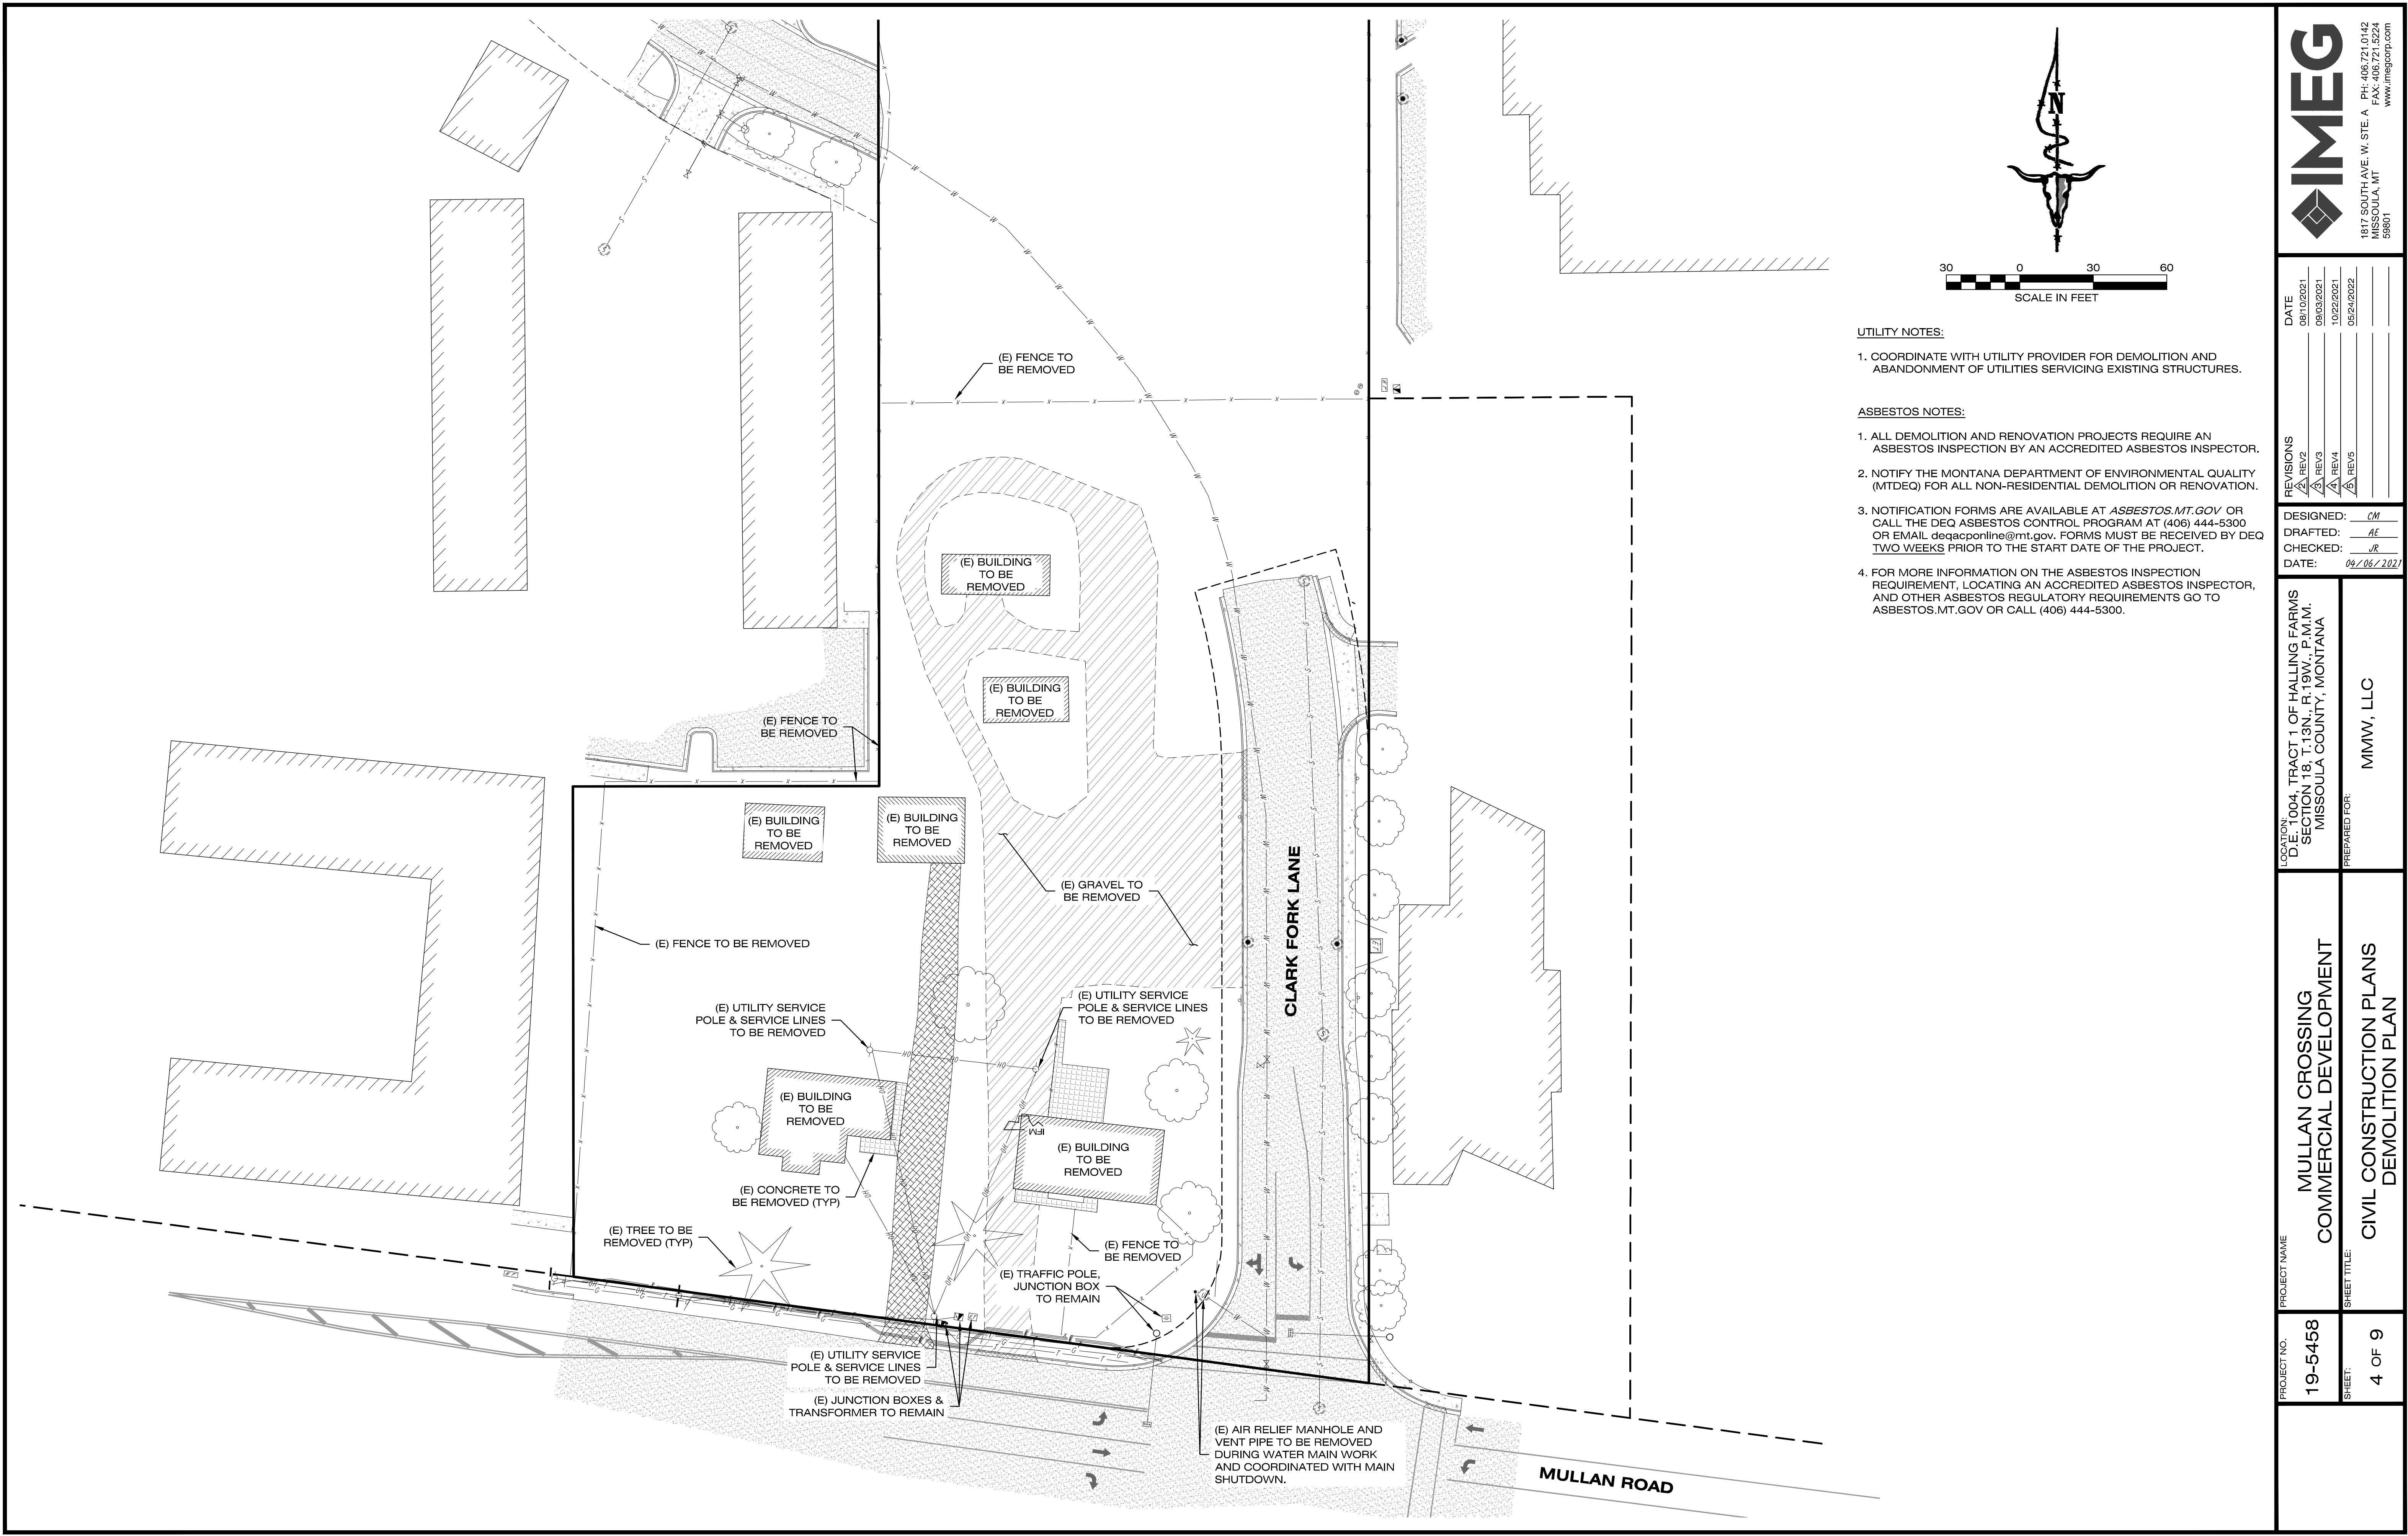 (E) FENCE TO
BE REMOVED
(E) BUILDING
TO BE
REMOVED
(E) BUILDING
TO BE
REMOVED
(E) FENCE TO
BE REMOVED
(E) BUILDING
TO BE
REMOVED
(E) BUILDING
TO BE
REMOVED
(E) GRAVEL TO
BE REMOVED
(E) FENCE TO BE REMOVED
CLARK FORK LANE
(E) UTILITY SERVICE
POLE & SERVICE LINES
TO BE REMOVED
(E) UTILITY SERVICE
POLE & SERVICE LINES
TO BE REMOVED
(E) BUILDING
TO BE
REMOVED
(E) BUILDING
TO BE
REMOVED
(E) CONCRETE TO
BE REMOVED (TYP)
(E) TREE TO BE
REMOVED (TYP)
(E) FENCE TO
BE REMOVED
(E) TRAFFIC POLE,
JUNCTION BOX
TO REMAIN
(E) UTILITY SERVICE
POLE & SERVICE LINES
TO BE REMOVED
(E) JUNCTION BOXES &
TRANSFORMER TO REMAIN
(E) AIR RELIEF MANHOLE AND
VENT PIPE TO BE REMOVED
DURING WATER MAIN WORK
AND COORDINATED WITH MAIN
SHUTDOWN.
MULLAN ROAD
N
30 0 30 60
SCALE IN FEET
UTILITY NOTES:
1. COORDINATE WITH UTILITY PROVIDER FOR DEMOLITION AND
ABANDONMENT OF UTILITIES SERVICING EXISTING STRUCTURES.
ASBESTOS NOTES:
1. ALL DEMOLITION AND RENOVATION PROJECTS REQUIRE AN
ASBESTOS INSPECTION BY AN ACCREDITED ASBESTOS INSPECTOR.
2. NOTIFY THE MONTANA DEPARTMENT OF ENVIRONMENTAL QUALITY
(MTDEQ) FOR ALL NON-RESIDENTIAL DEMOLITION OR RENOVATION.
3. NOTIFICATION FORMS ARE AVAILABLE AT ASBESTOS.MT.GOV OR
CALL THE DEQ ASBESTOS CONTROL PROGRAM AT (406) 444-5300
OR EMAIL deqacponline@mt.gov. FORMS MUST BE RECEIVED BY DEQ
TWO WEEKS PRIOR TO THE START DATE OF THE PROJECT.
4. FOR MORE INFORMATION ON THE ASBESTOS INSPECTION
REQUIREMENT, LOCATING AN ACCREDITED ASBESTOS INSPECTOR,
AND OTHER ASBESTOS REGULATORY REQUIREMENTS GO TO
ASBESTOS.MT.GOV OR CALL (406) 444-5300.
IMEG
1817 SOUTH AVE. W. STE. A PH: 406.721.0142
MISSOULA, MT FAX: 406.721.5224
59801 www.imegcorp.com
REVISIONS DATE
2 REV2 08/10/2021
3 REV3 09/03/2021
4 REV4 10/22/2021
5 REV5 05/24/2022
DESIGNED: CM
DRAFTED: AE
CHECKED: JR
DATE: 04/06/2021
LOCATION:
D.E. 1004, TRACT 1 OF HALLING FARMS
SECTION 18, T.13N., R.19W., P.M.M.
MISSOULA COUNTY, MONTANA
PREPARED FOR:
MMW, LLC
PROJECT NAME
MULLAN CROSSING
COMMERCIAL DEVELOPMENT
SHEET TITLE:
CIVIL CONSTRUCTION PLANS
DEMOLITION PLAN
PROJECT NO.
19-5458
SHEET:
4 OF 9